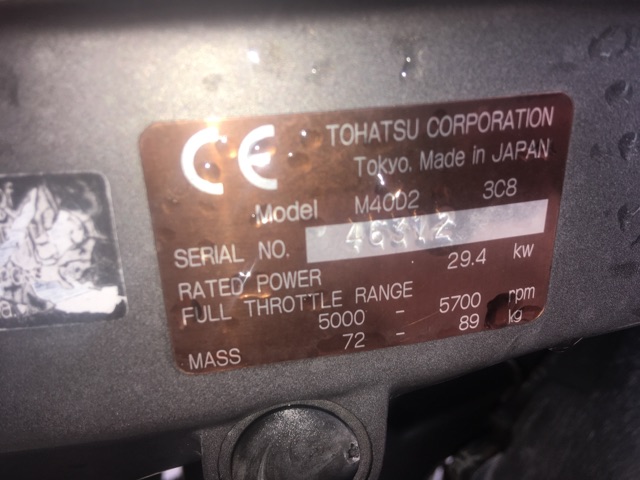 CE
TOHATSU CORPORATION
Tokyo. Made in JAPAN
Model M40D2 3C8
SERIAL NO.
RATED POWER 29.4 kw
FULL THROTTLE RANGE
5000 - 5700 rpm
MASS 72 - 89 kg